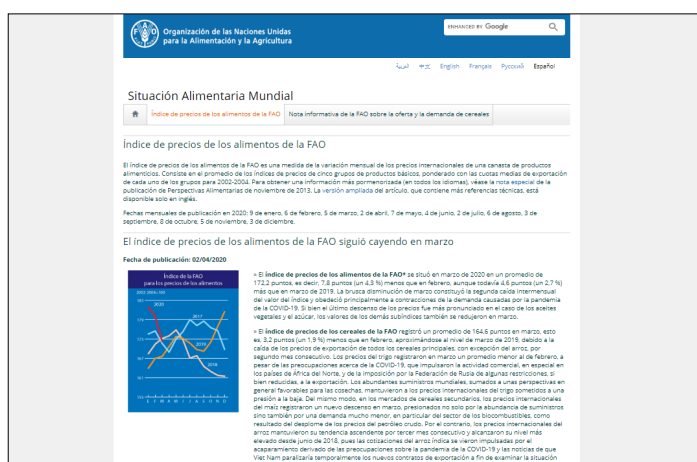 Organización de las Naciones Unidas
para la Alimentación y la Agricultura
ENHANCED BY Google
العربية 中文 English Français Русский Español
Situación Alimentaria Mundial
Índice de precios de los alimentos de la FAO Nota informativa de la FAO sobre la oferta y la demanda de cereales
Índice de precios de los alimentos de la FAO
El índice de precios de los alimentos de la FAO es una medida de la variación mensual de los precios internacionales de una canasta de productos
alimenticios. Consiste en el promedio de los índices de precios de cinco grupos de productos básicos, ponderado con las cuotas medias de exportación
de cada uno de los grupos para 2002-2004. Para obtener una información más pormenorizada (en todos los idiomas), véase la nota especial de la
publicación de Perspectivas Alimentarias de noviembre de 2013. La versión ampliada del artículo, que contiene más referencias técnicas, está
disponible solo en inglés.
Fechas mensuales de publicación en 2020: 9 de enero, 6 de febrero, 5 de marzo, 2 de abril, 7 de mayo, 4 de junio, 2 de julio, 6 de agosto, 3 de
septiembre, 8 de octubre, 5 de noviembre, 3 de diciembre.
El índice de precios de los alimentos de la FAO siguió cayendo en marzo
Fecha de publicación: 02/04/2020
Índice de la FAO
para los precios de los alimentos
2002-2004=100
2020
2017
2019
2018
E F M A M J J A S O N D
» El índice de precios de los alimentos de la FAO* se situó en marzo de 2020 en un promedio de
172,2 puntos, es decir, 7,8 puntos (un 4,3 %) menos que en febrero, aunque todavía 4,6 puntos (un 2,7 %)
más que en marzo de 2019. La brusca disminución de marzo constituyó la segunda caída intermensual
del valor del índice y obedeció principalmente a contracciones de la demanda causadas por la pandemia
de la COVID-19. Si bien el último descenso de los precios fue más pronunciado en el caso de los aceites
vegetales y el azúcar, los valores de los demás subíndices también se redujeron en marzo.
» El índice de precios de los cereales de la FAO registró un promedio de 164,6 puntos en marzo, esto
es, 3,2 puntos (un 1,9 %) menos que en febrero, aproximándose al nivel de marzo de 2019; debido a la
caída de los precios de exportación de todos los cereales principales, con excepción del arroz, por
segundo mes consecutivo. Los precios del trigo registraron en marzo un promedio menor al de febrero, a
pesar de las preocupaciones acerca de la COVID-19, que impulsaron la actividad comercial, en especial en
los países de África del Norte, y de la imposición por la Federación de Rusia de algunas restricciones, si
bien reducidas, a la exportación. Los abundantes suministros mundiales, sumados a unas perspectivas en
general favorables para las cosechas, mantuvieron a los precios internacionales del trigo sometidos a una
presión a la baja. Del mismo modo, en los mercados de cereales secundarios, los precios internacionales
del maíz registraron un nuevo descenso en marzo, presionados no solo por la abundancia de suministros
sino también por una demanda mucho menor, en particular del sector de los biocombustibles, como
resultado del desplome de los precios del petróleo crudo. Por el contrario, los precios internacionales del
arroz mantuvieron su tendencia ascendente por tercer mes consecutivo y alcanzaron su nivel más
elevado desde junio de 2018, pues las cotizaciones del arroz índica se vieron impulsadas por el
acaparamiento derivado de las preocupaciones sobre la pandemia de la COVID-19 y las noticias de que
Viet Nam paralizaría temporalmente los nuevos contratos de exportación a fin de examinar la situación